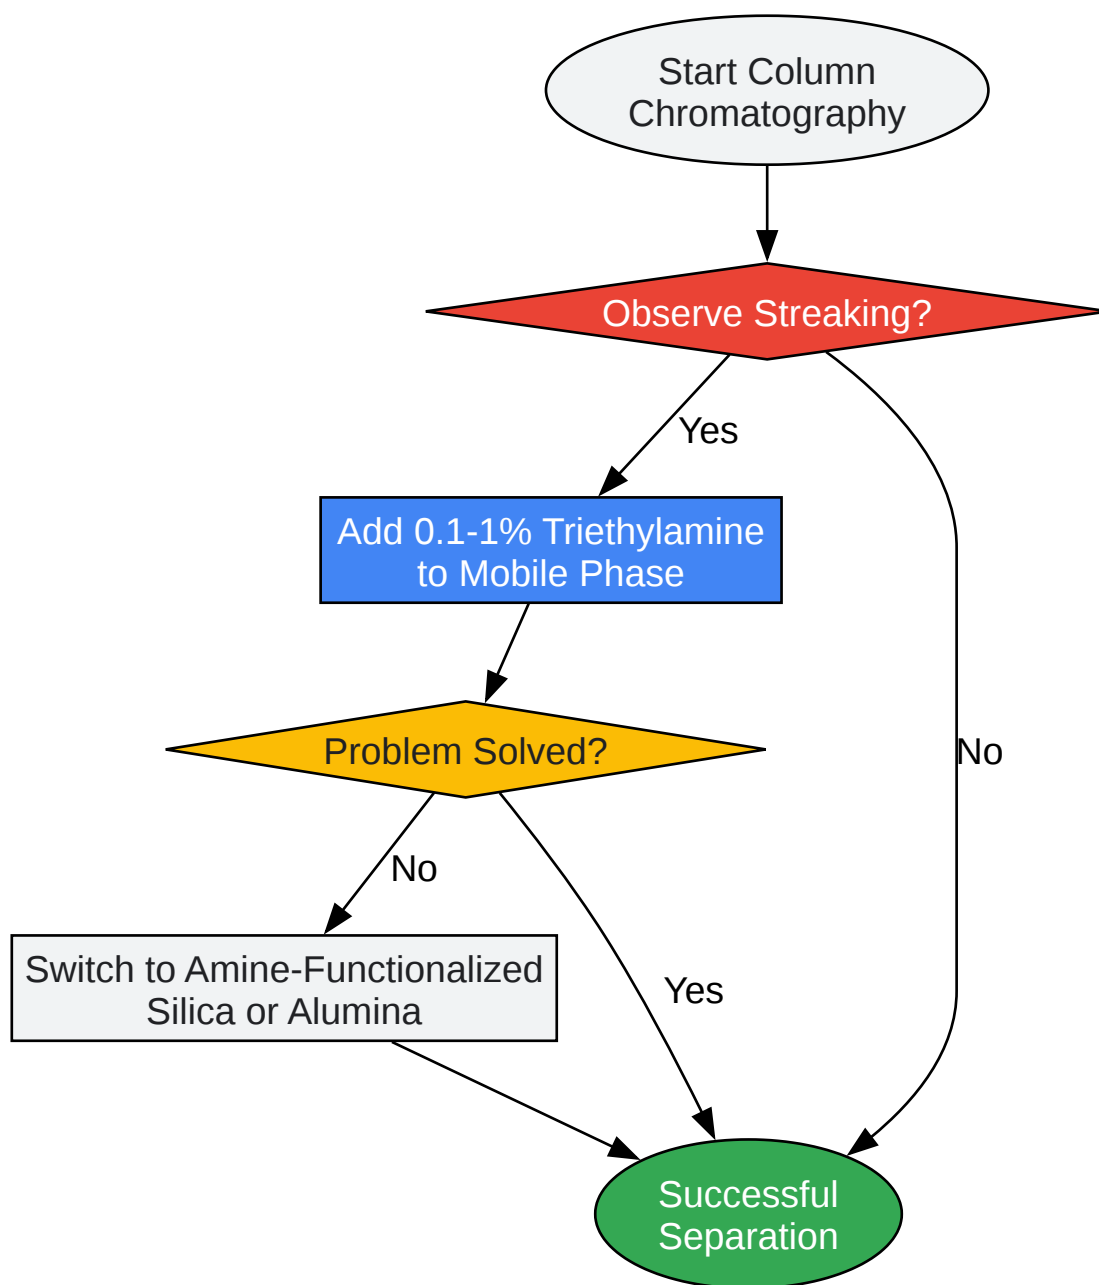 Start Column
Chromatography
Observe Streaking?
Yes
Add 0.1-1% Triethylamine
to Mobile Phase
Problem Solved?
No
No
Switch to Amine-Functionalized
Silica or Alumina
Yes
Successful
Separation